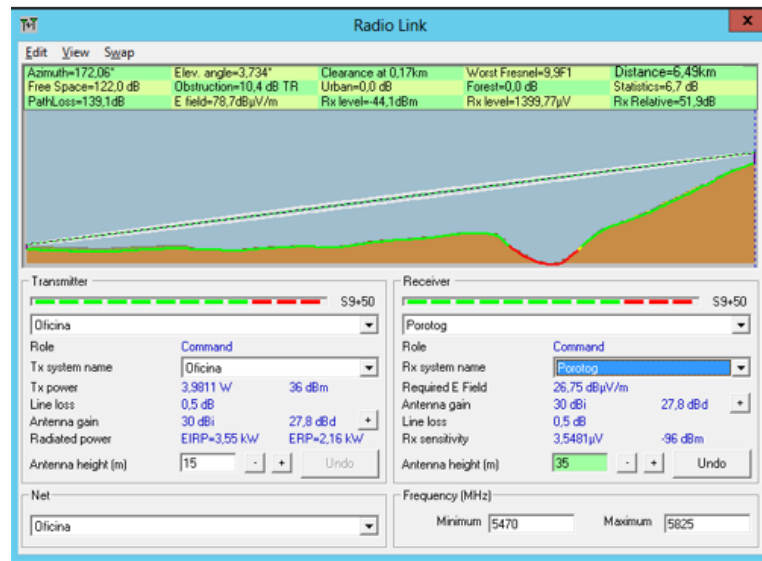 Radio Link
x
Edit View Swap
Azimuth=172,06° Elev. angle=3,734° Clearance at 0,17km Worst Fresnel=9,9F1 Distance=6,49km
Free Space=122,0 dB Obstruction=10,4 dB TR Urban=0,0 dB Forest=0,0 dB Statistics=6,7 dB
PathLoss=139,1dB E field=78,7dBµV/m Rx level=-44,1dBm Rx level=1399,77µV Rx Relative=51,9dB
Transmitter
S9+50
Oficina
Role Command
Tx system name Oficina
Tx power 3,9811 W 36 dBm
Line loss 0,5 dB
Antenna gain 30 dBi 27,8 dBd +
Radiated power EIRP=3,55 kW ERP=2,16 kW
Antenna height (m) 15 - + Undo
Net
Oficina
Receiver
S9+50
Porotog
Role Command
Rx system name Porotog
Required E Field 26,75 dBµV/m
Antenna gain 30 dBi 27,8 dBd +
Line loss 0,5 dB
Rx sensitivity 3,5481µV -96 dBm
Antenna height (m) 35 - + Undo
Frequency (MHz)
Minimum 5470 Maximum 5825